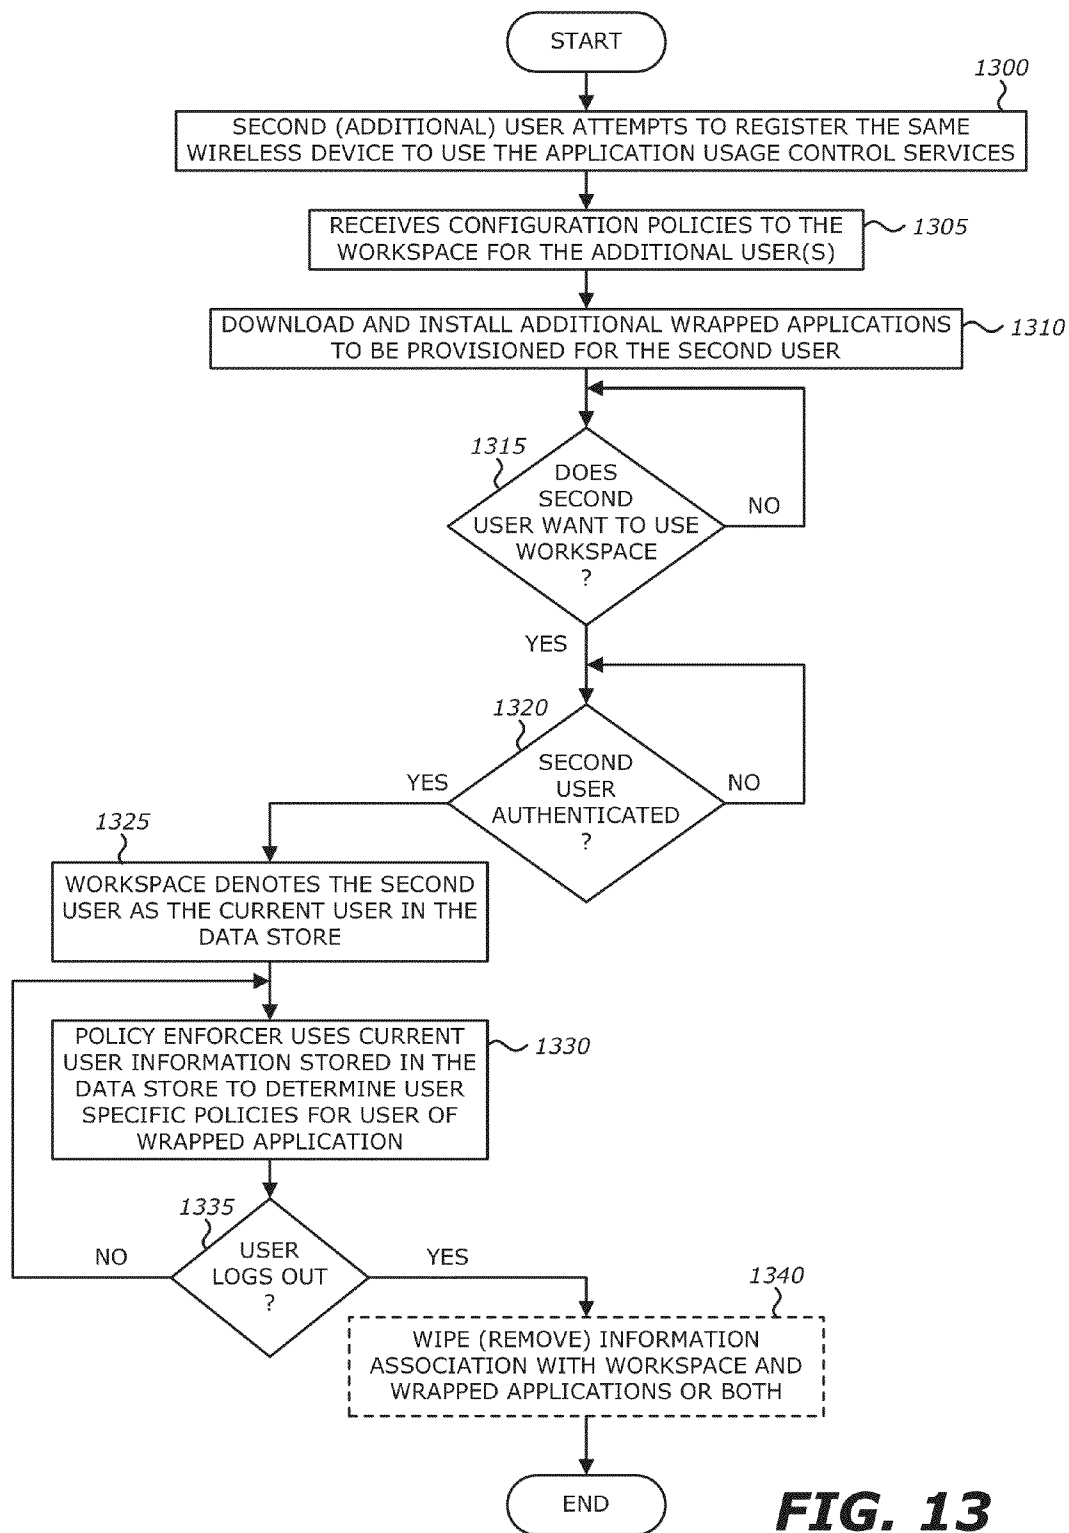 START
1300
SECOND (ADDITIONAL) USER ATTEMPTS TO REGISTER THE SAME
WIRELESS DEVICE TO USE THE APPLICATION USAGE CONTROL SERVICES
RECEIVES CONFIGURATION POLICIES TO THE
WORKSPACE FOR THE ADDITIONAL USER(S)
1305
DOWNLOAD AND INSTALL ADDITIONAL WRAPPED APPLICATIONS
TO BE PROVISIONED FOR THE SECOND USER
1310
1315
DOES
SECOND
USER WANT TO USE
WORKSPACE
?
NO
YES
1320
SECOND
USER
AUTHENTICATED
?
YES
NO
1325
WORKSPACE DENOTES THE SECOND
USER AS THE CURRENT USER IN THE
DATA STORE
POLICY ENFORCER USES CURRENT
USER INFORMATION STORED IN THE
DATA STORE TO DETERMINE USER
SPECIFIC POLICIES FOR USER OF
WRAPPED APPLICATION
1330
1335
USER
LOGS OUT
?
NO
YES
1340
WIPE (REMOVE) INFORMATION
ASSOCIATION WITH WORKSPACE AND
WRAPPED APPLICATIONS OR BOTH
END
FIG. 13